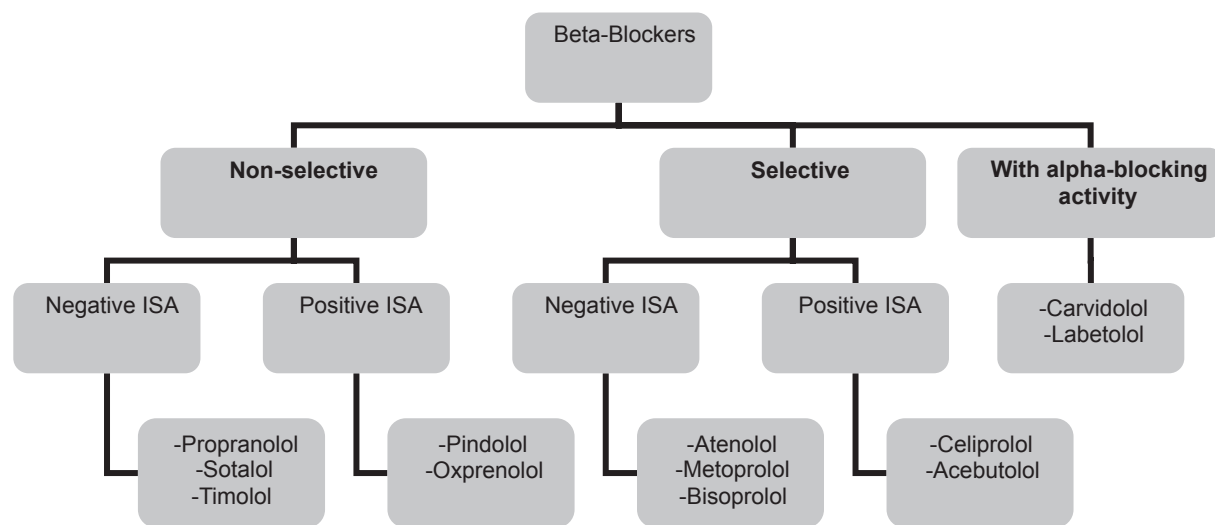 Beta-Blockers
Non-selective
Selective
With alpha-blocking
activity
Negative ISA
Positive ISA
Negative ISA
Positive ISA
-Carvidolol
-Labetolol
-Propranolol
-Sotalol
-Timolol
-Pindolol
-Oxprenolol
-Atenolol
-Metoprolol
-Bisoprolol
-Celiprolol
-Acebutolol